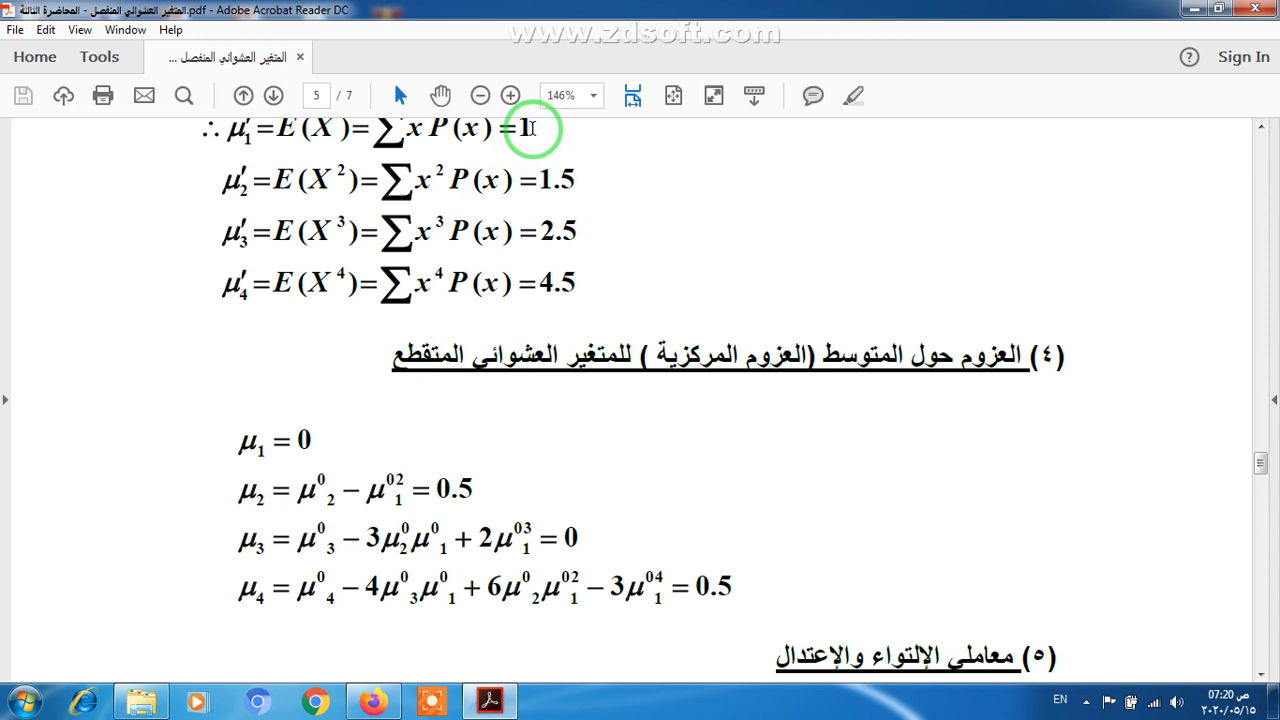 المتغير العشوائي المنفصل - المحاضرة الثالثة.pdf - Adobe Acrobat Reader DC
www.zdsoft.com
File Edit View Window Help
Home Tools المتغير العشوائي المنفصل ... × ? Sign In
5 / 7 146%
∴ μ′₁ = E(X) = ∑ x P(x) = 1
μ′₂ = E(X²) = ∑ x² P(x) = 1.5
μ′₃ = E(X³) = ∑ x³ P(x) = 2.5
μ′₄ = E(X⁴) = ∑ x⁴ P(x) = 4.5
(٤) العزوم حول المتوسط (العزوم المركزية ) للمتغير العشوائي المتقطع
μ₁ = 0
μ₂ = μ⁰₂ − μ⁰²₁ = 0.5
μ₃ = μ⁰₃ − 3μ⁰₂μ⁰₁ + 2μ⁰³₁ = 0
μ₄ = μ⁰₄ − 4μ⁰₃μ⁰₁ + 6μ⁰₂μ⁰²₁ − 3μ⁰⁴₁ = 0.5
(٥) معاملي الإلتواء والإعتدال
EN 07:20 ص
٢٠٢٠/٠٥/١٥